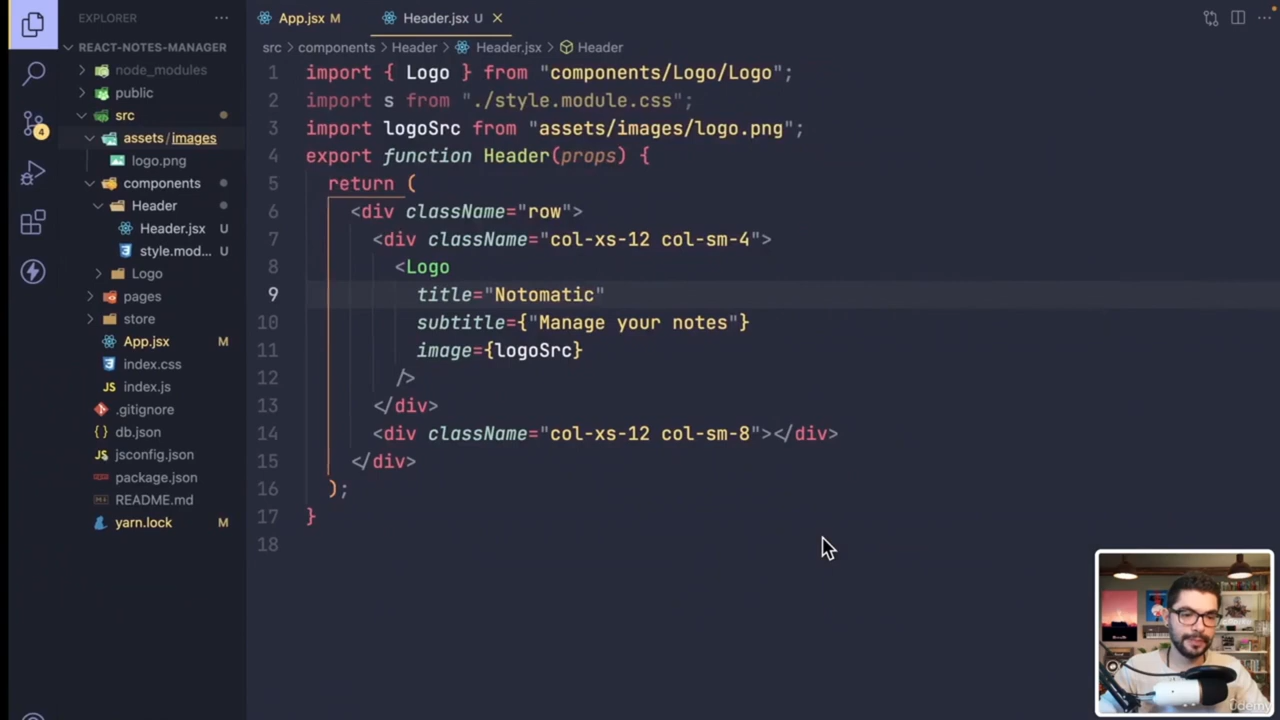 EXPLORER
REACT-NOTES-MANAGER
node_modules
public
src
assets/images
logo.png
components
Header
Header.jsx U
style.mod... U
Logo
pages
store
App.jsx M
index.css
JS index.js
.gitignore
db.json
JS jsconfig.json
package.json
README.md
yarn.lock M
4
App.jsx M
Header.jsx U
src > components > Header > Header.jsx > Header
1 import { Logo } from "components/Logo/Logo";
2 import s from "./style.module.css";
3 import logoSrc from "assets/images/logo.png";
4 export function Header(props) {
5 return (
6 <div className="row">
7 <div className="col-xs-12 col-sm-4">
8 <Logo
9 title="Notomatic"
10 subtitle={"Manage your notes"}
11 image={logoSrc}
12 />
13 </div>
14 <div className="col-xs-12 col-sm-8"></div>
15 </div>
16 );
17 }
18
Udemy